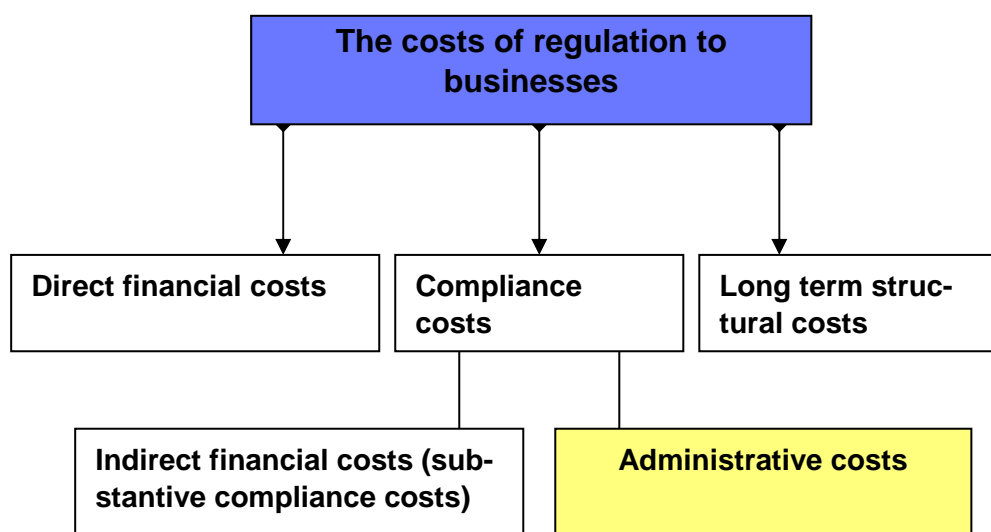 The costs of regulation to
businesses
Direct financial costs
Compliance
costs
Long term struc-
tural costs
Indirect financial costs (sub-
stantive compliance costs)
Administrative costs